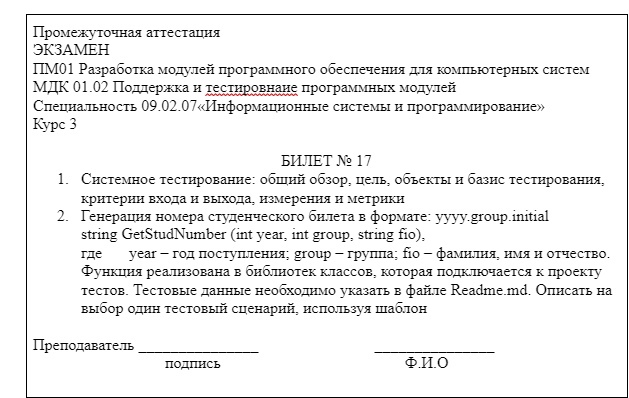 Промежуточная аттестация
ЭКЗАМЕН
ПМ01 Разработка модулей программного обеспечения для компьютерных систем
МДК 01.02 Поддержка и тестировнаие программных модулей
Специальность 09.02.07«Информационные системы и программирование»
Курс 3
БИЛЕТ № 17
1. Системное тестирование: общий обзор, цель, объекты и базис тестирования,
критерии входа и выхода, измерения и метрики
2. Генерация номера студенческого билета в формате: yyyy.group.initial
string GetStudNumber (int year, int group, string fio),
где year – год поступления; group – группа; fio – фамилия, имя и отчество.
Функция реализована в библиотек классов, которая подключается к проекту
тестов. Тестовые данные необходимо указать в файле Readme.md. Описать на
выбор один тестовый сценарий, используя шаблон
Преподаватель ________________ ________________
подпись Ф.И.О